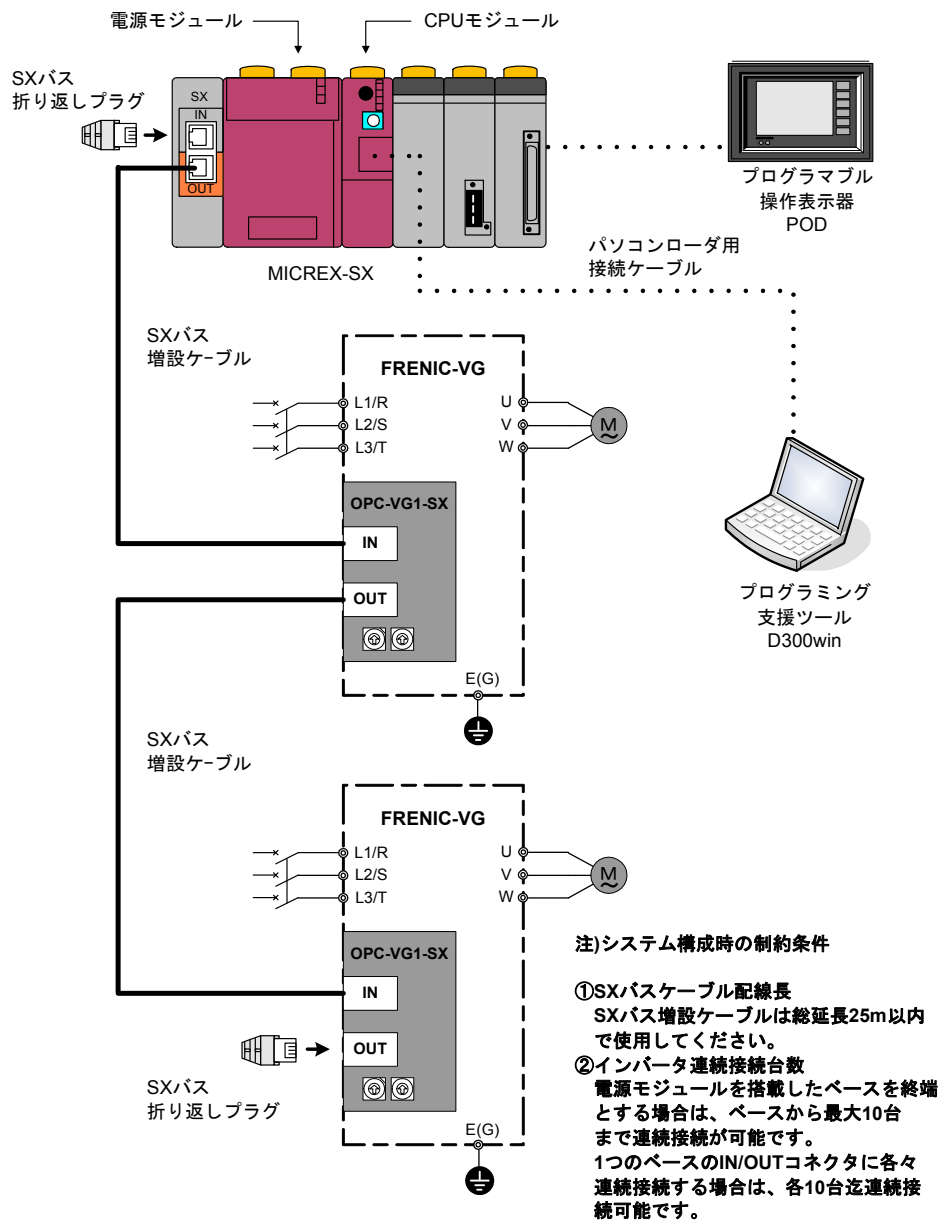 電源モジュール
CPUモジュール
SXバス
折り返しプラグ
SX
IN
OUT
MICREX-SX
プログラマブル
操作表示器
POD
パソコンローダ用
接続ケーブル
SXバス
増設ケｰブル
FRENIC-VG
L1/R
L2/S
L3/T
U
V
W
M
OPC-VG1-SX
IN
OUT
E(G)
プログラミング
支援ツール
D300win
SXバス
増設ケｰブル
FRENIC-VG
L1/R
L2/S
L3/T
U
V
W
M
OPC-VG1-SX
IN
OUT
E(G)
SXバス
折り返しプラグ
注)システム構成時の制約条件
①SXバスケーブル配線長
SXバス増設ケーブルは総延長25m以内
で使用してください。
②インバータ連続接続台数
電源モジュールを搭載したベースを終端
とする場合は、ベースから最大10台
まで連続接続が可能です。
1つのベースのIN/OUTコネクタに各々
連続接続する場合は、各10台迄連続接
続可能です。